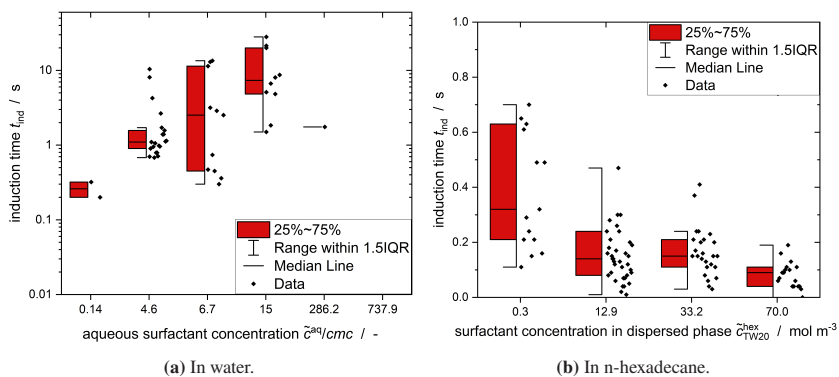 induction time t_ind / s
10
1
0.1
0.01
25%~75%
Range within 1.5IQR
Median Line
Data
0.14 4.6 6.7 15 286.2 737.9
aqueous surfactant concentration c̃^aq/cmc / -
(a) In water.
induction time t_ind / s
1.0
0.8
0.6
0.4
0.2
0.0
25%~75%
Range within 1.5IQR
Median Line
Data
0.3 12.9 33.2 70.0
surfactant concentration in dispersed phase c̃^hex_TW20 / mol m⁻³
(b) In n-hexadecane.